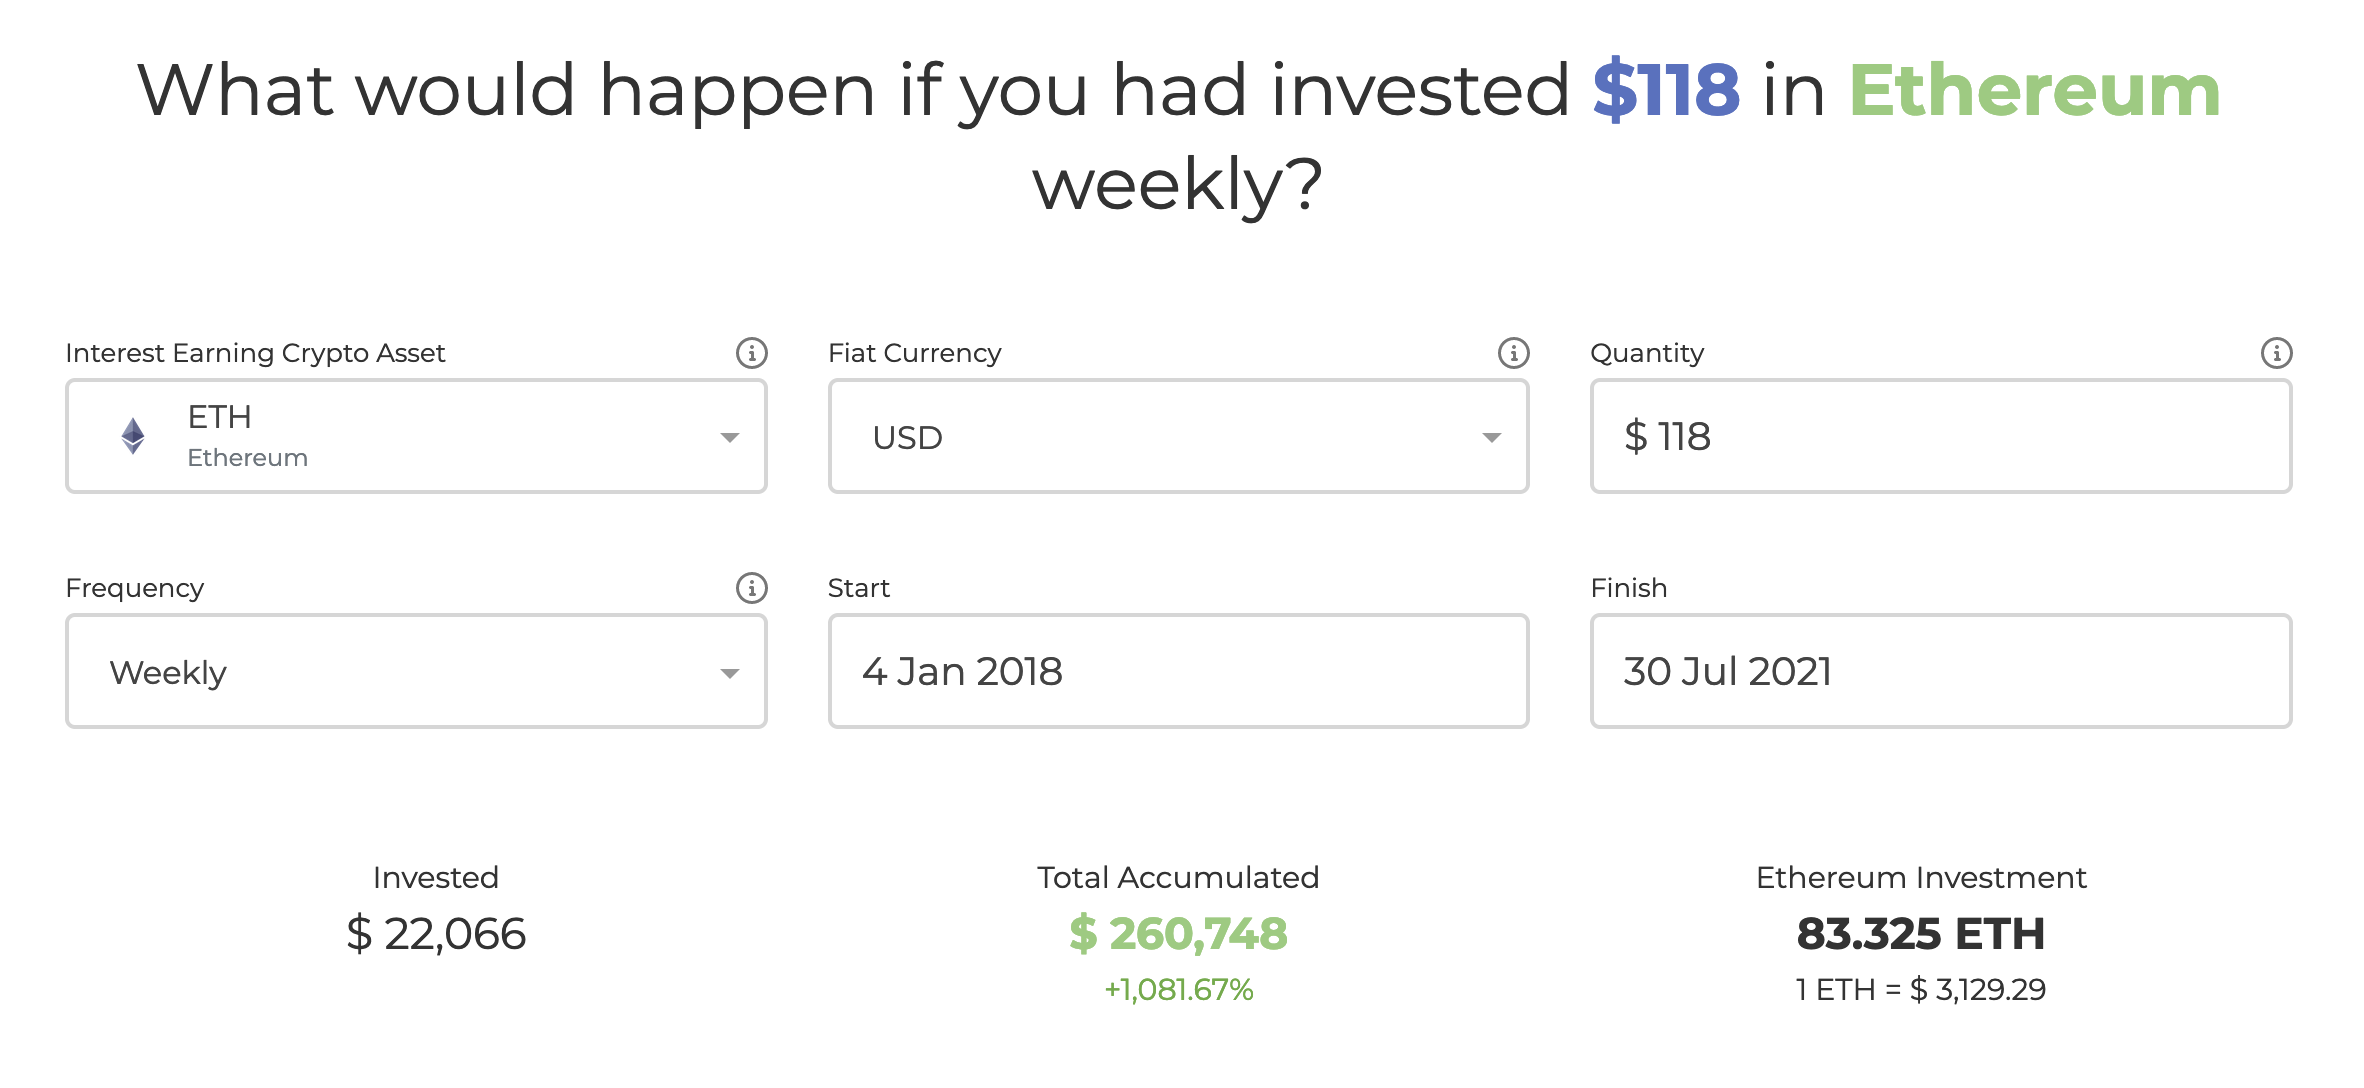 What would happen if you had invested $118 in Ethereum
weekly?
Interest Earning Crypto Asset
Fiat Currency
Quantity
ETH
Ethereum
USD
$ 118
Frequency
Start
Finish
Weekly
4 Jan 2018
30 Jul 2021
Invested
$ 22,066
Total Accumulated
$ 260,748
+1,081.67%
Ethereum Investment
83.325 ETH
1 ETH = $ 3,129.29